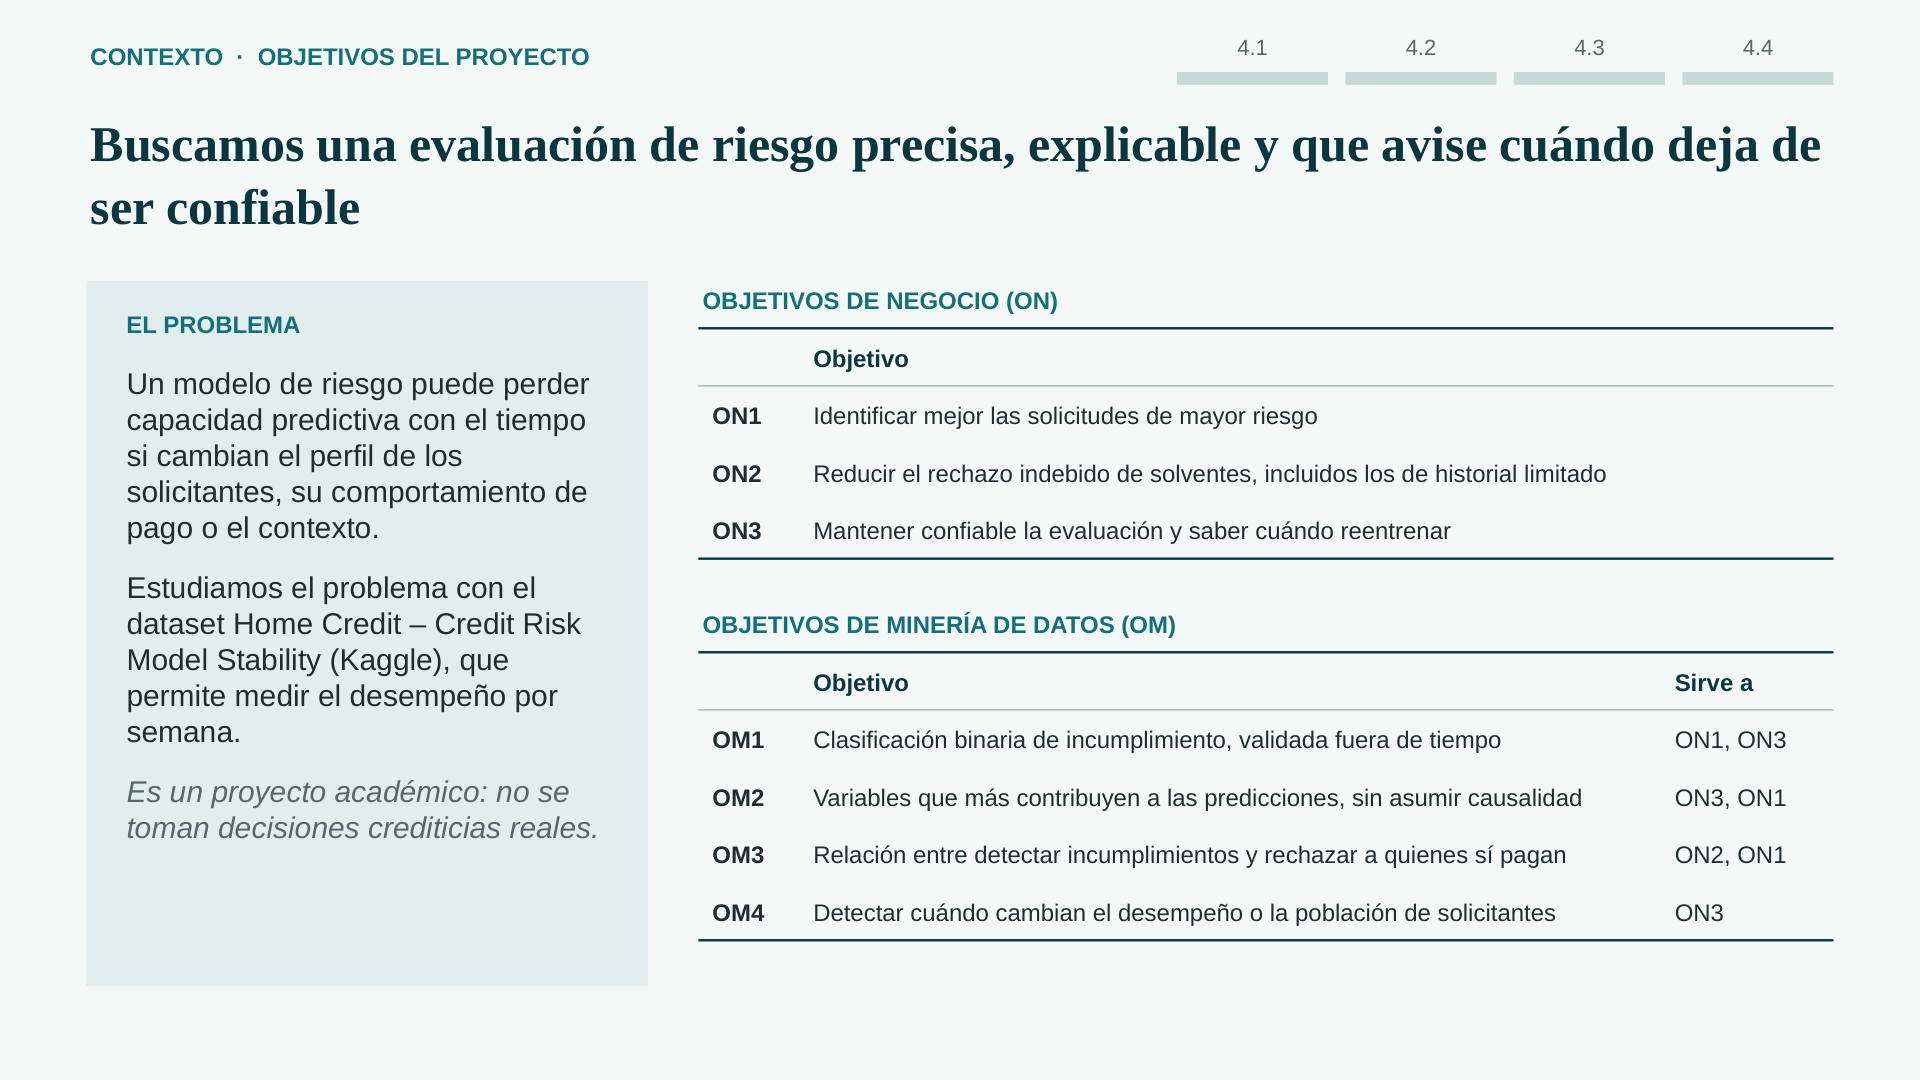 CONTEXTO · OBJETIVOS DEL PROYECTO
4.1 4.2 4.3 4.4
Buscamos una evaluación de riesgo precisa, explicable y que avise cuándo deja de
ser confiable
EL PROBLEMA
Un modelo de riesgo puede perder
capacidad predictiva con el tiempo
si cambian el perfil de los
solicitantes, su comportamiento de
pago o el contexto.
Estudiamos el problema con el
dataset Home Credit – Credit Risk
Model Stability (Kaggle), que
permite medir el desempeño por
semana.
Es un proyecto académico: no se
toman decisiones crediticias reales.
OBJETIVOS DE NEGOCIO (ON)
Objetivo
ON1 Identificar mejor las solicitudes de mayor riesgo
ON2 Reducir el rechazo indebido de solventes, incluidos los de historial limitado
ON3 Mantener confiable la evaluación y saber cuándo reentrenar
OBJETIVOS DE MINERÍA DE DATOS (OM)
Objetivo Sirve a
OM1 Clasificación binaria de incumplimiento, validada fuera de tiempo ON1, ON3
OM2 Variables que más contribuyen a las predicciones, sin asumir causalidad ON3, ON1
OM3 Relación entre detectar incumplimientos y rechazar a quienes sí pagan ON2, ON1
OM4 Detectar cuándo cambian el desempeño o la población de solicitantes ON3